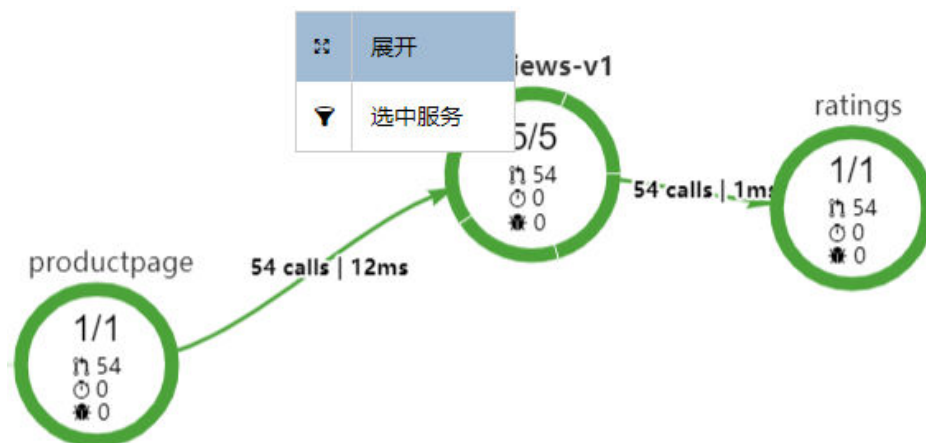 展开
选中服务
iews-v1
5/5
54
0
0
ratings
1/1
54
0
0
54 calls | 1ms
54 calls | 12ms
productpage
1/1
54
0
0